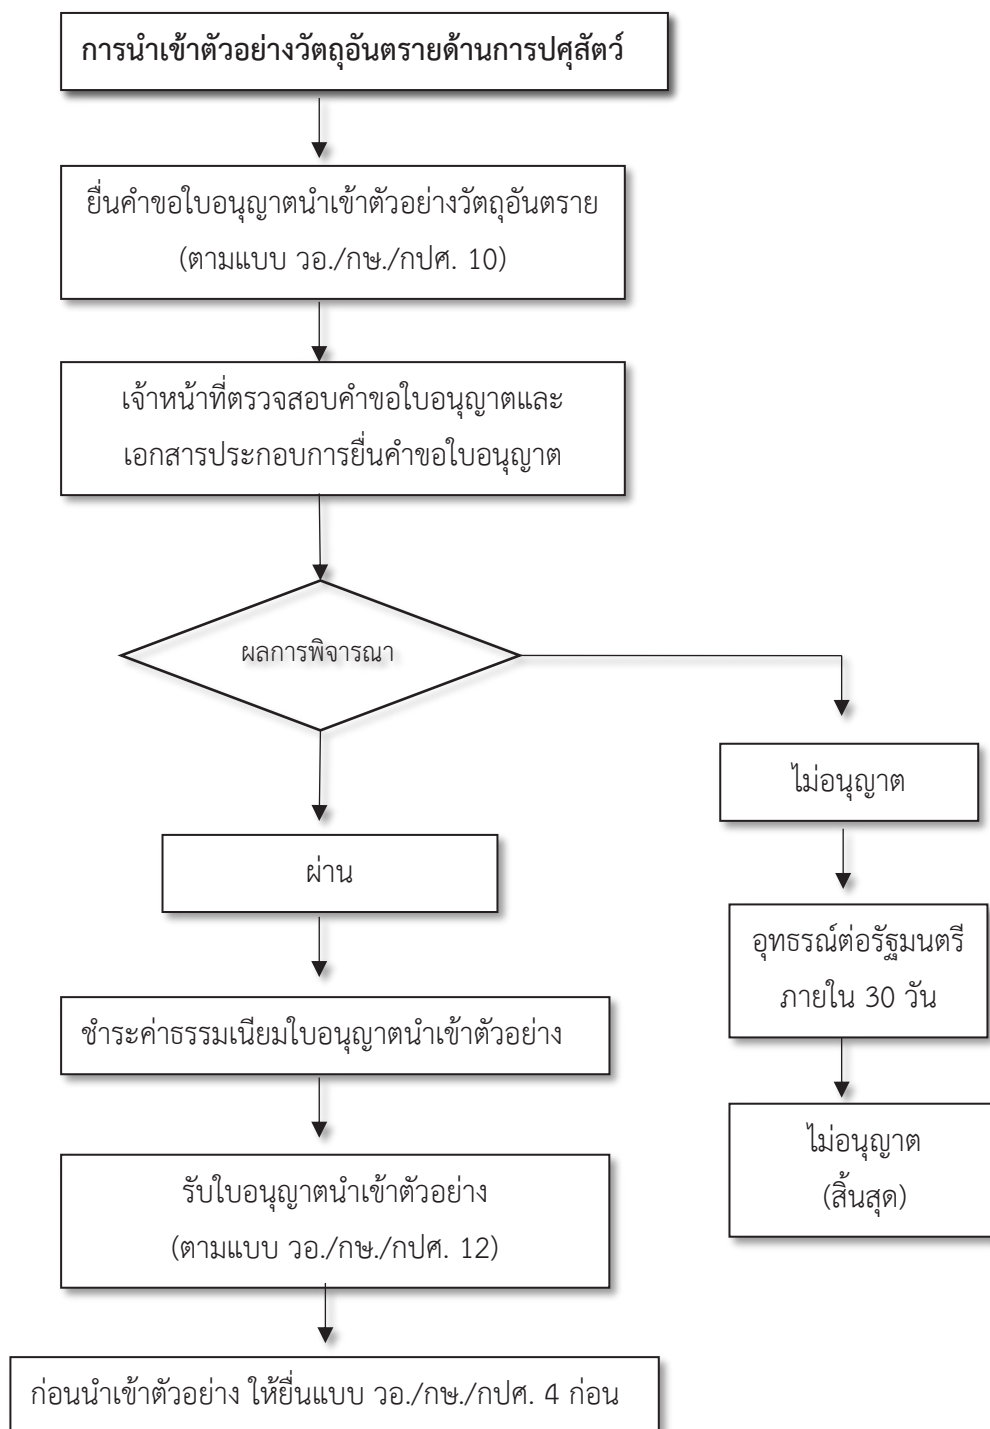 การนำเข้าตัวอย่างวัตถุอันตรายด้านการปศุสัตว์
ยื่นคำขอใบอนุญาตนำเข้าตัวอย่างวัตถุอันตราย
(ตามแบบ วอ./กษ./กปศ. 10)
เจ้าหน้าที่ตรวจสอบคำขอใบอนุญาตและ
เอกสารประกอบการยื่นคำขอใบอนุญาต
ผลการพิจารณา
ผ่าน
ชำระค่าธรรมเนียมใบอนุญาตนำเข้าตัวอย่าง
รับใบอนุญาตนำเข้าตัวอย่าง
(ตามแบบ วอ./กษ./กปศ. 12)
ก่อนนำเข้าตัวอย่าง ให้ยื่นแบบ วอ./กษ./กปศ. 4 ก่อน
ไม่อนุญาต
อุทธรณ์ต่อรัฐมนตรี
ภายใน 30 วัน
ไม่อนุญาต
(สิ้นสุด)